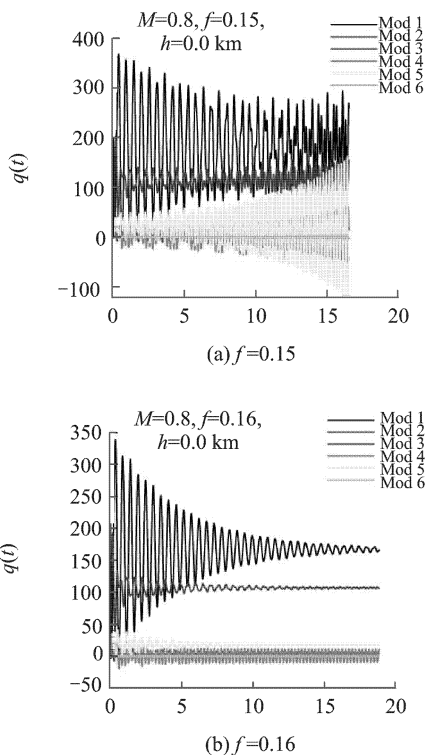 M=0.8, f=0.15,
h=0.0 km
Mod 1
Mod 2
Mod 3
Mod 4
Mod 5
Mod 6
400
300
200
100
0
−100
q(t)
0 5 10 15 20
(a) f=0.15
M=0.8, f=0.16,
h=0.0 km
Mod 1
Mod 2
Mod 3
Mod 4
Mod 5
Mod 6
350
300
250
200
150
100
50
0
−50
q(t)
0 5 10 15 20
(b) f=0.16